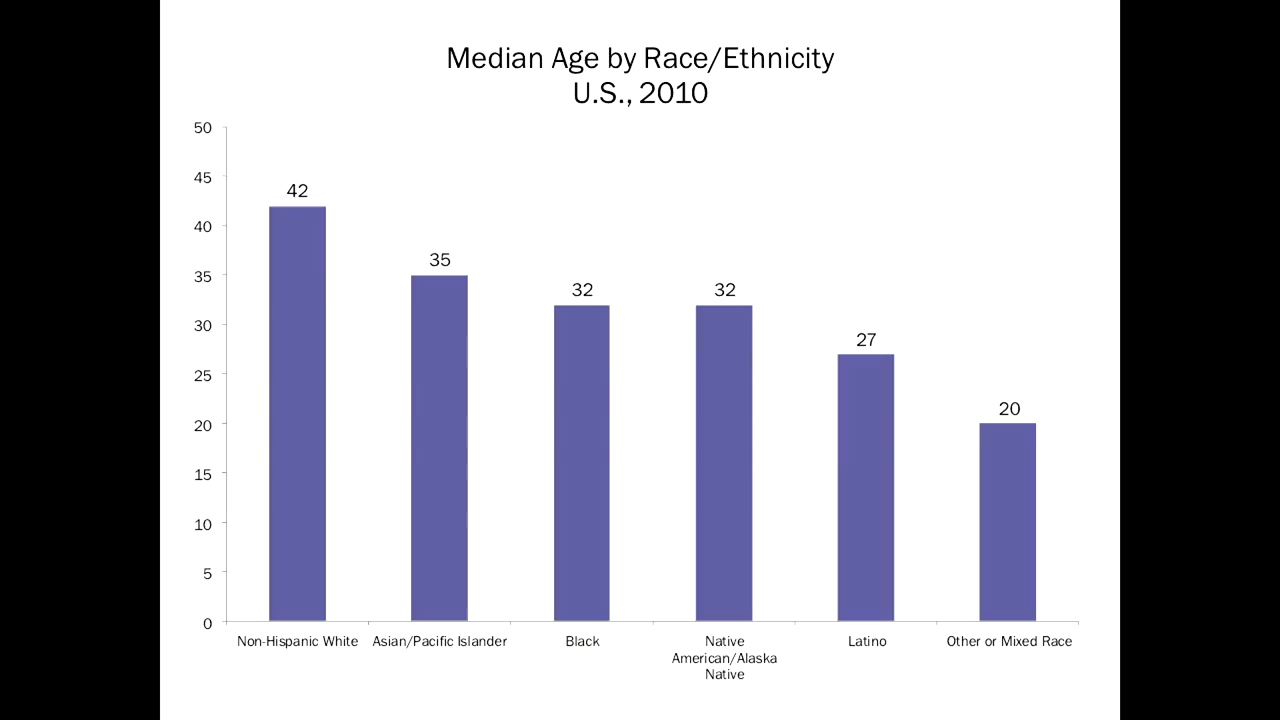 Median Age by Race/Ethnicity
U.S., 2010
50
45
40
35
30
25
20
15
10
5
0
42
35
32
32
27
20
Non-Hispanic White
Asian/Pacific Islander
Black
Native
American/Alaska
Native
Latino
Other or Mixed Race